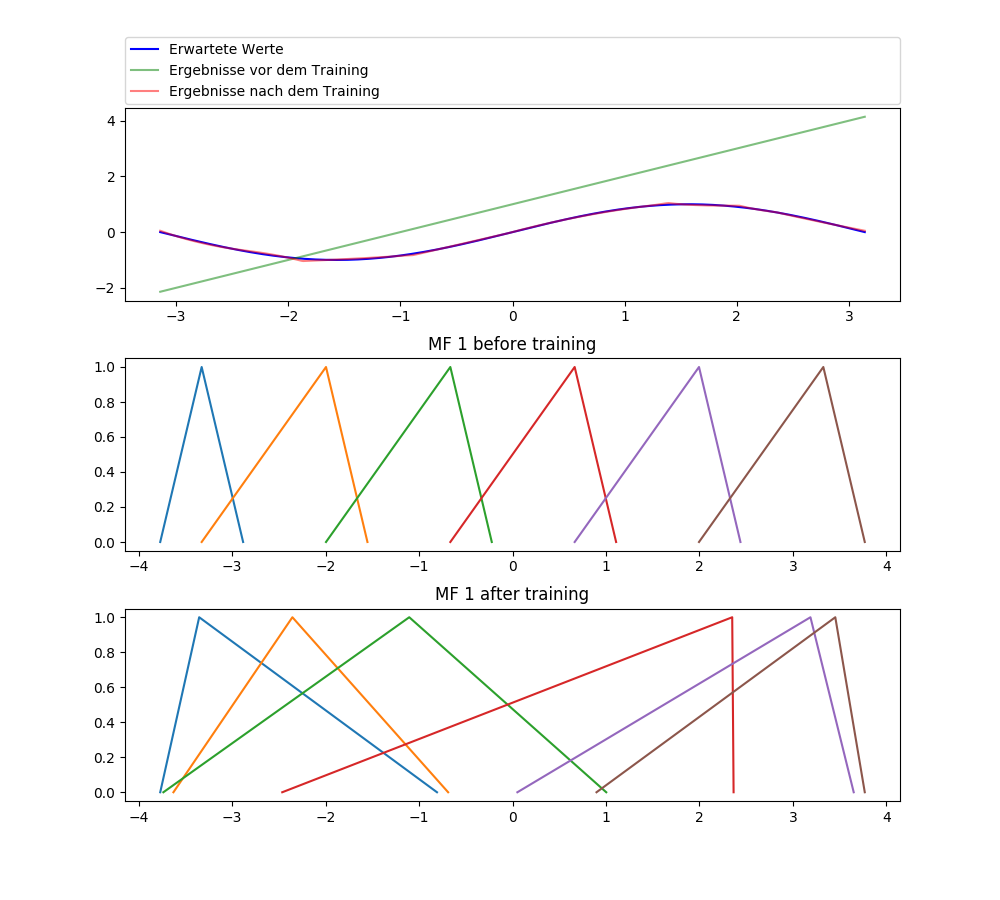 Erwartete Werte
Ergebnisse vor dem Training
Ergebnisse nach dem Training
4
2
0
−2
−3 −2 −1 0 1 2 3
MF 1 before training
1.0
0.8
0.6
0.4
0.2
0.0
−4 −3 −2 −1 0 1 2 3 4
MF 1 after training
1.0
0.8
0.6
0.4
0.2
0.0
−4 −3 −2 −1 0 1 2 3 4